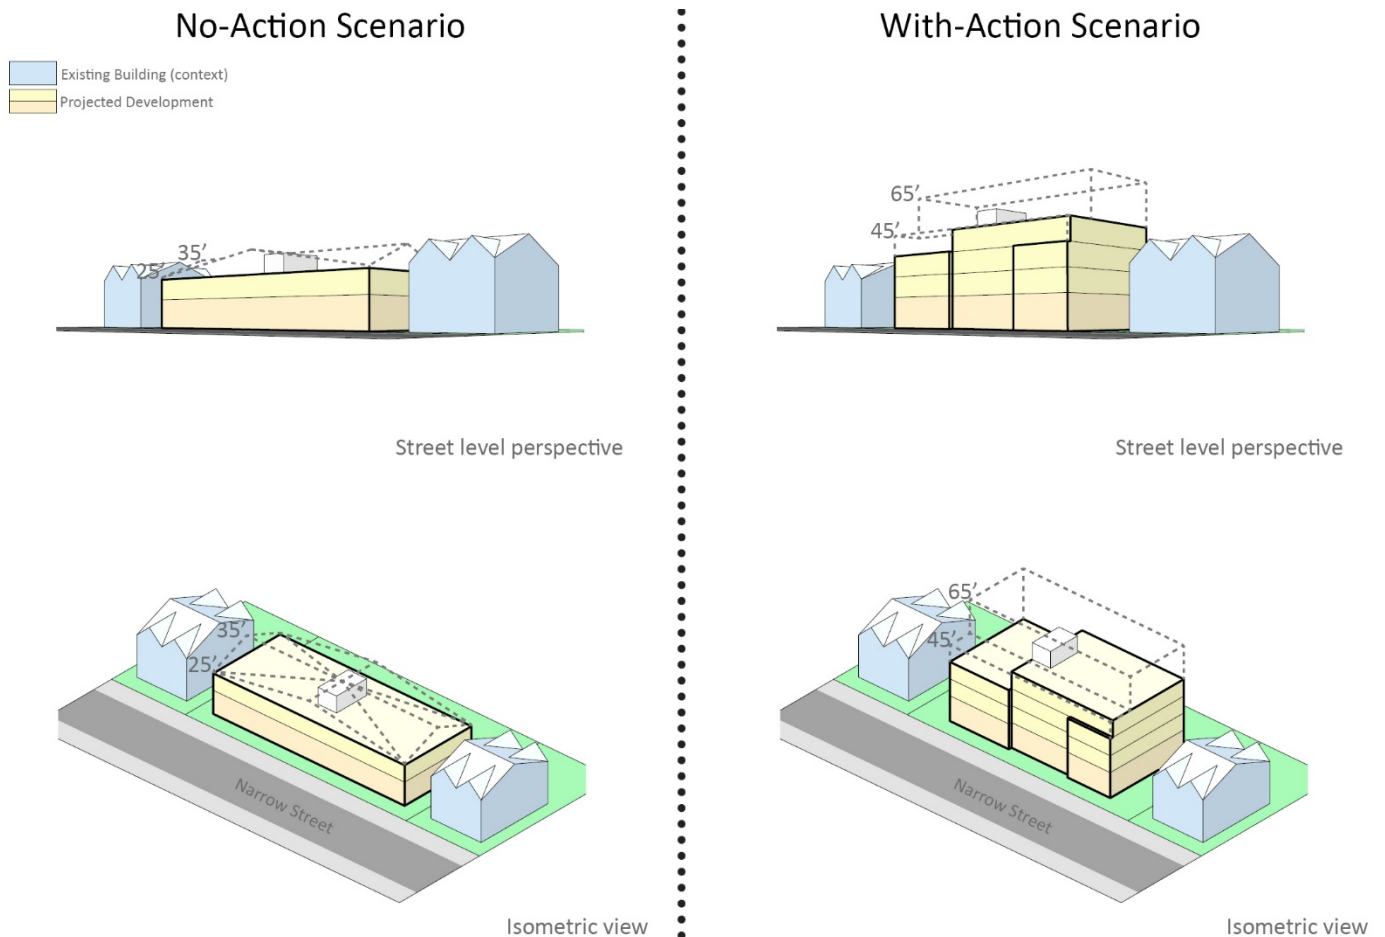 No-Action Scenario
With-Action Scenario
Existing Building (context)
Projected Development
35'
25'
65'
45'
Street level perspective
Street level perspective
35'
25'
Narrow Street
65'
45'
Narrow Street
Isometric view
Isometric view